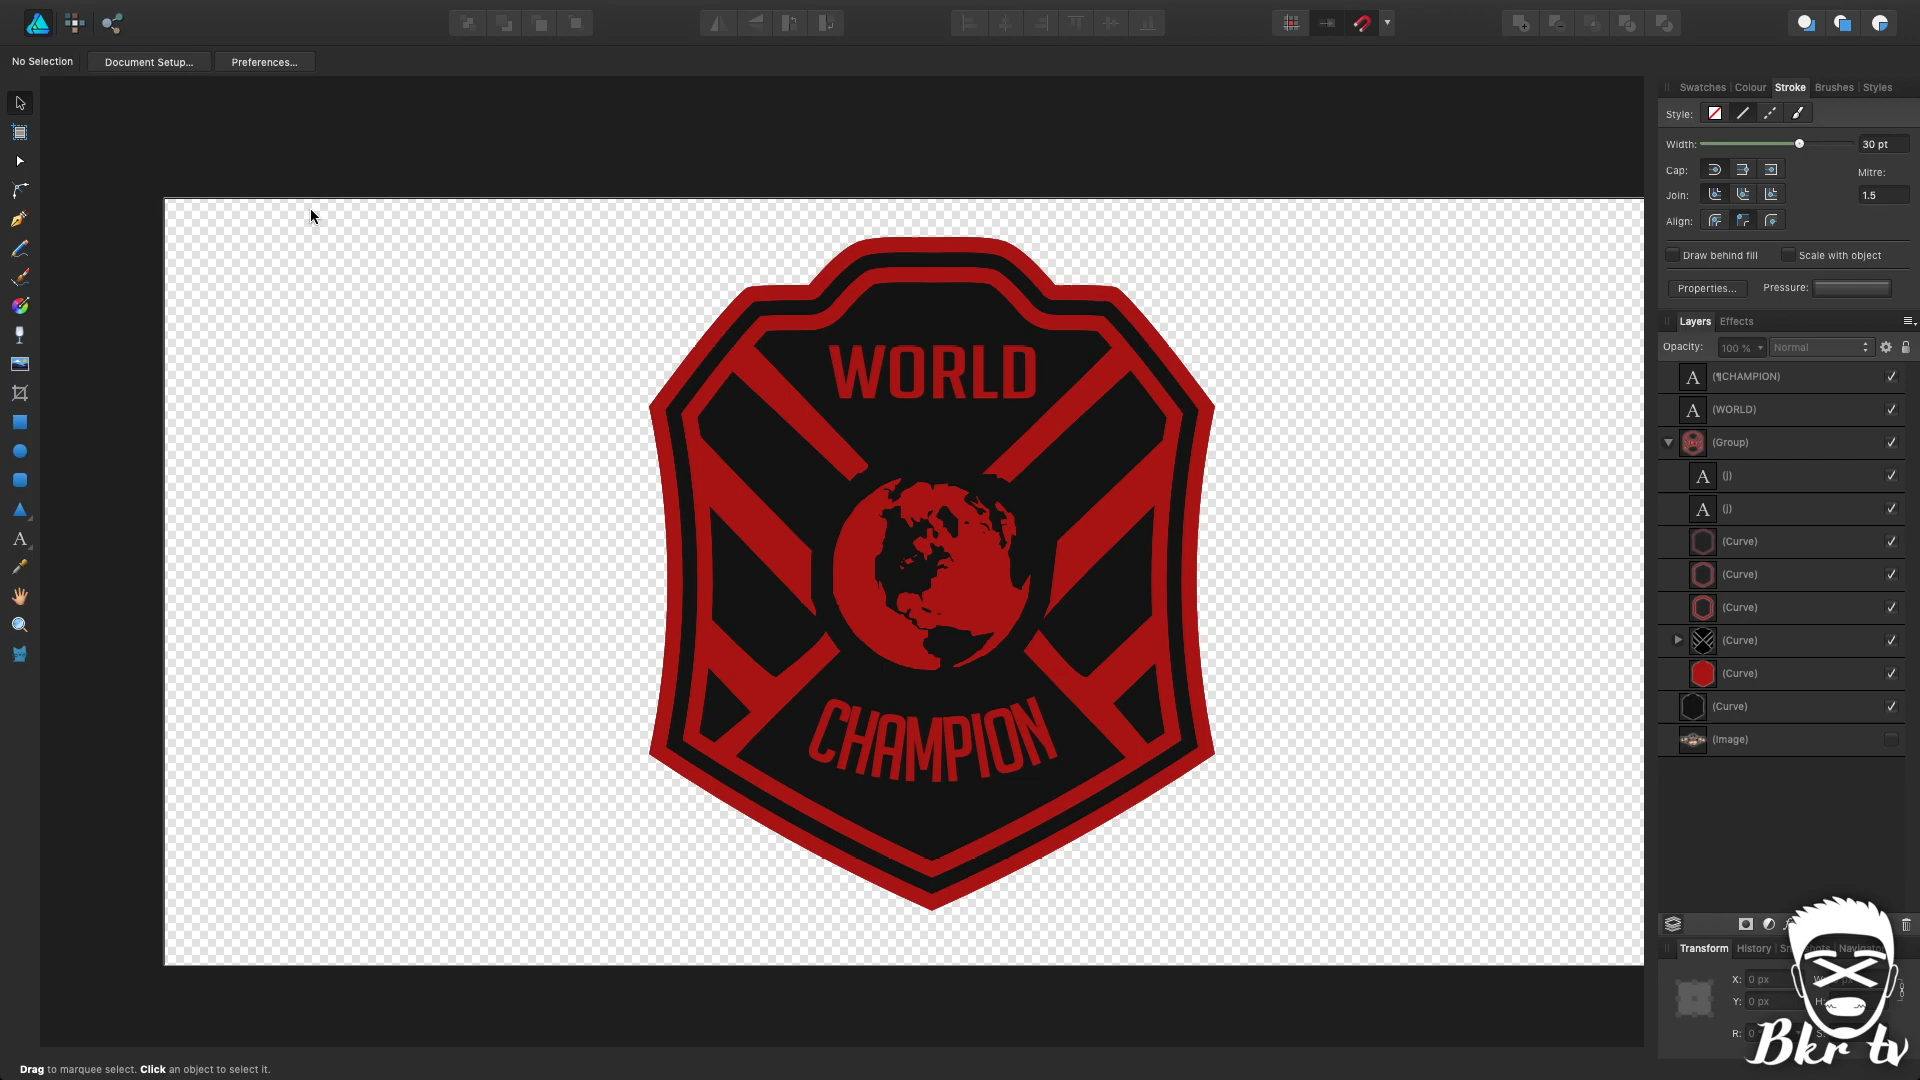 No Selection
Document Setup...
Preferences...
Swatches
Colour
Stroke
Brushes
Styles
Style:
Width:
30 pt
Cap:
Mitre:
Join:
1.5
Align:
Draw behind fill
Scale with object
Properties...
Pressure:
Layers
Effects
Opacity:
100 %
Normal
A
(¶CHAMPION)
A
(WORLD)
(Group)
A
(j)
A
(j)
(Curve)
(Curve)
(Curve)
(Curve)
(Curve)
(Curve)
(Image)
WORLD
CHAMPION
Transform
History
X:
0 px
Y:
0 px
R:
Bkr tv
Drag to marquee select. Click an object to select it.